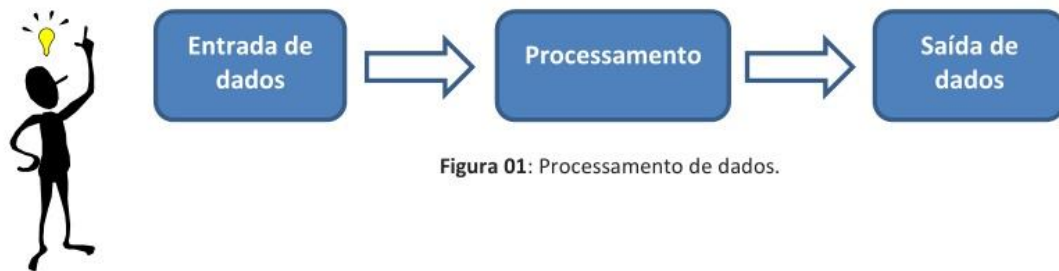 Entrada de
dados
Processamento
Saída de
dados
Figura 01: Processamento de dados.